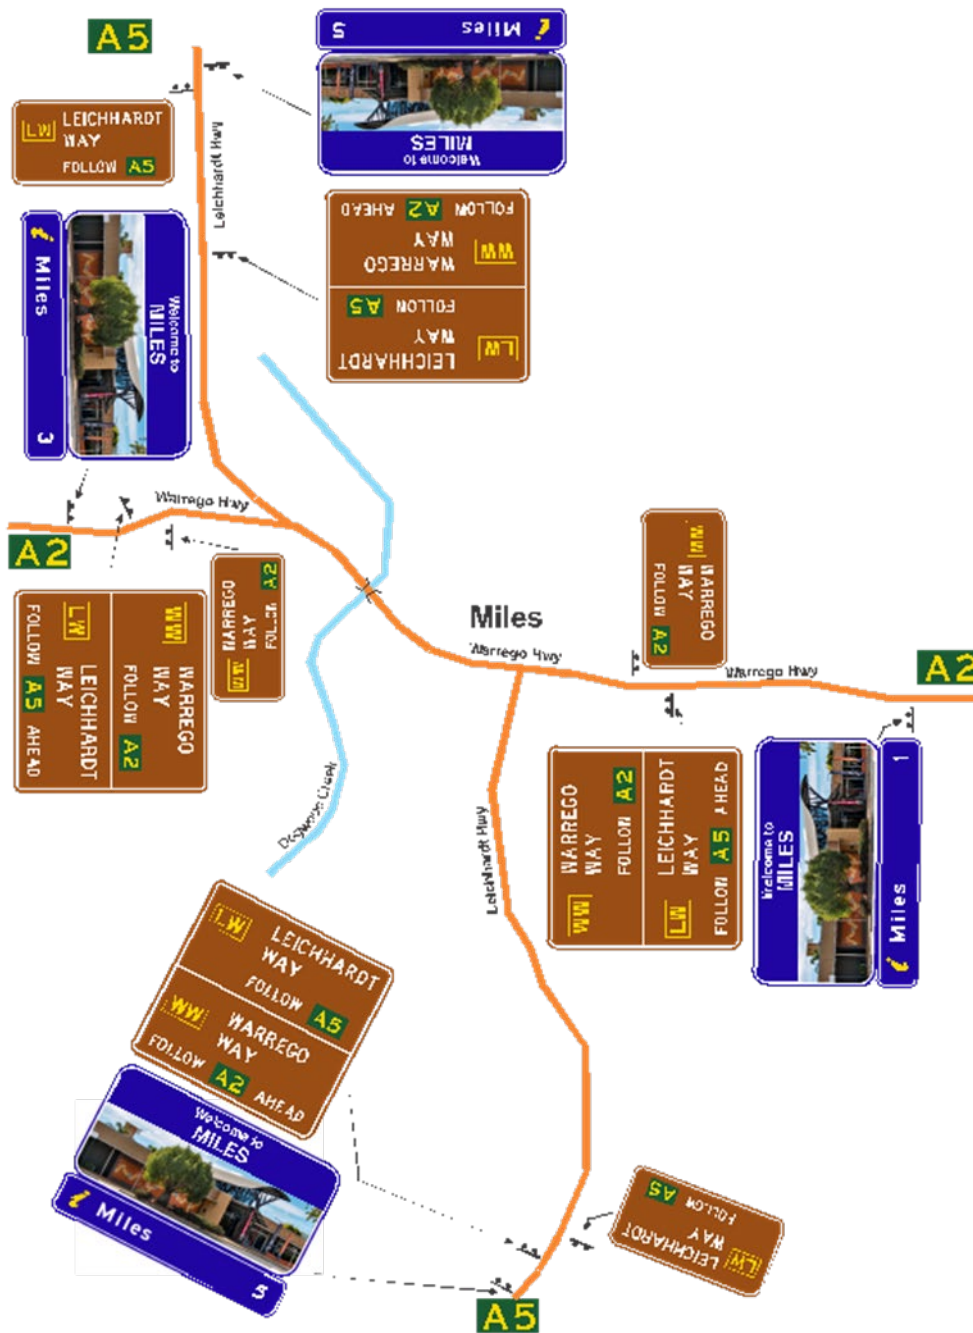 A5
5
Miles
i
Welcome to
MILES
LW
LEICHHARDT
WAY
FOLLOW A5
Leichhardt Hwy
WW
WARREGO
WAY
FOLLOW A2 AHEAD
LW
LEICHHARDT
WAY
FOLLOW A5
Welcome to
MILES
i Miles 3
Warrego Hwy
A2
WW
WARREGO
WAY
FOLLOW A2
WW
WARREGO
WAY
FOLLOW A2
LW
LEICHHARDT
WAY
FOLLOW A5 AHEAD
WW
WARREGO
WAY
FOLLOW A2
Miles
Warrego Hwy
Warrego Hwy
A2
Dogwood Creek
Leichhardt Hwy
WW
WARREGO
WAY
FOLLOW A2
LW
LEICHHARDT
WAY
FOLLOW A5 AHEAD
Welcome to
MILES
i Miles 1
LW
LEICHHARDT
WAY
FOLLOW A5
WW
WARREGO
WAY
FOLLOW A2 AHEAD
Welcome to
MILES
i Miles 5
LW
LEICHHARDT
WAY
FOLLOW A5
A5